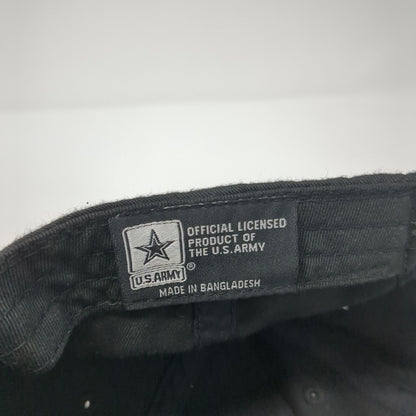 OFFICIAL LICENSED
PRODUCT OF
THE U.S.ARMY
U.S.ARMY®
MADE IN BANGLADESH